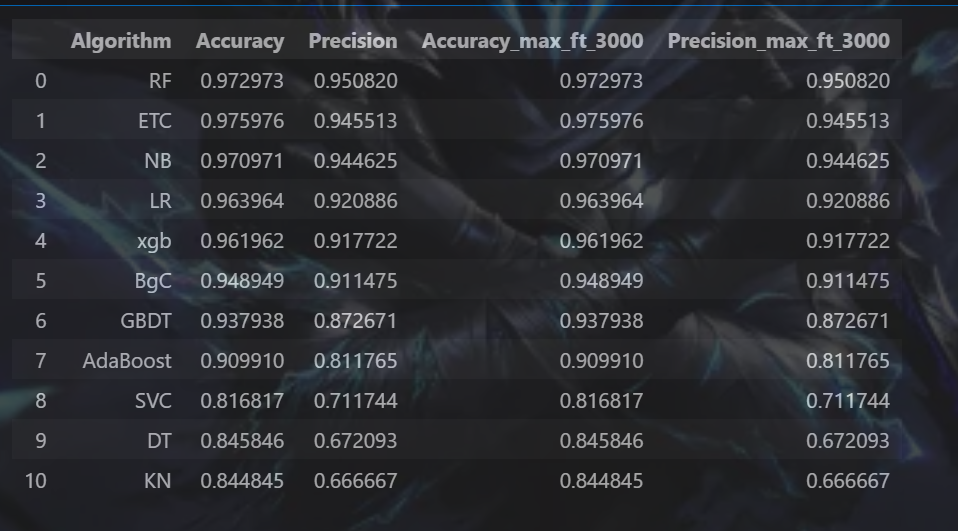 Algorithm Accuracy Precision Accuracy_max_ft_3000 Precision_max_ft_3000
0 RF 0.972973 0.950820 0.972973 0.950820
1 ETC 0.975976 0.945513 0.975976 0.945513
2 NB 0.970971 0.944625 0.970971 0.944625
3 LR 0.963964 0.920886 0.963964 0.920886
4 xgb 0.961962 0.917722 0.961962 0.917722
5 BgC 0.948949 0.911475 0.948949 0.911475
6 GBDT 0.937938 0.872671 0.937938 0.872671
7 AdaBoost 0.909910 0.811765 0.909910 0.811765
8 SVC 0.816817 0.711744 0.816817 0.711744
9 DT 0.845846 0.672093 0.845846 0.672093
10 KN 0.844845 0.666667 0.844845 0.666667